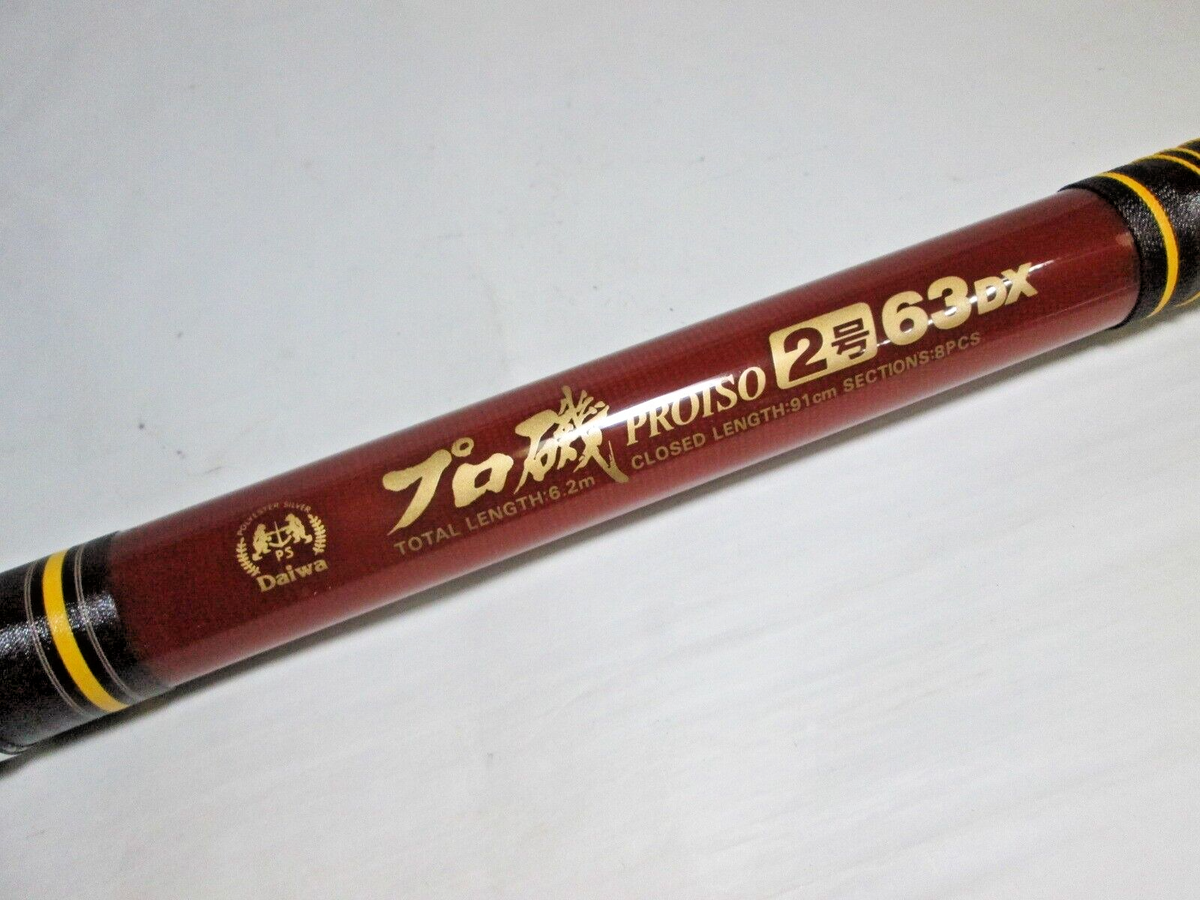 POLYESTER SILVER
PS
Daiwa
プロ磯 PROISO 2号 63DX
TOTAL LENGTH:6.2m CLOSED LENGTH:91cm SECTIONS:8PCS